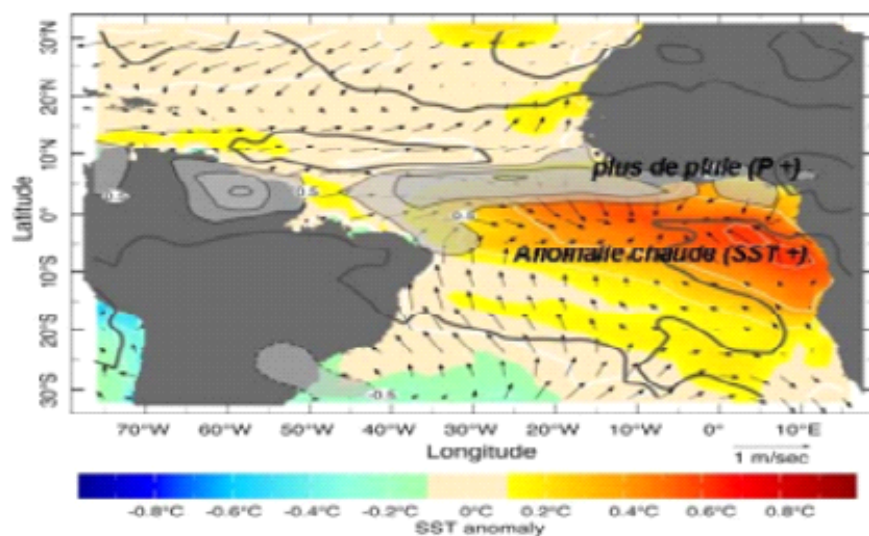 30°N
20°N
10°N
0°
10°S
20°S
30°S
Latitude
plus de pluie (P +)
Anomalie chaude (SST +)
0.5
-0.5
0.5
-0.5
70°W 60°W 50°W 40°W 30°W 20°W 10°W 0° 10°E
Longitude
1 m/sec
-0.8°C -0.6°C -0.4°C -0.2°C 0°C 0.2°C 0.4°C 0.6°C 0.8°C
SST anomaly